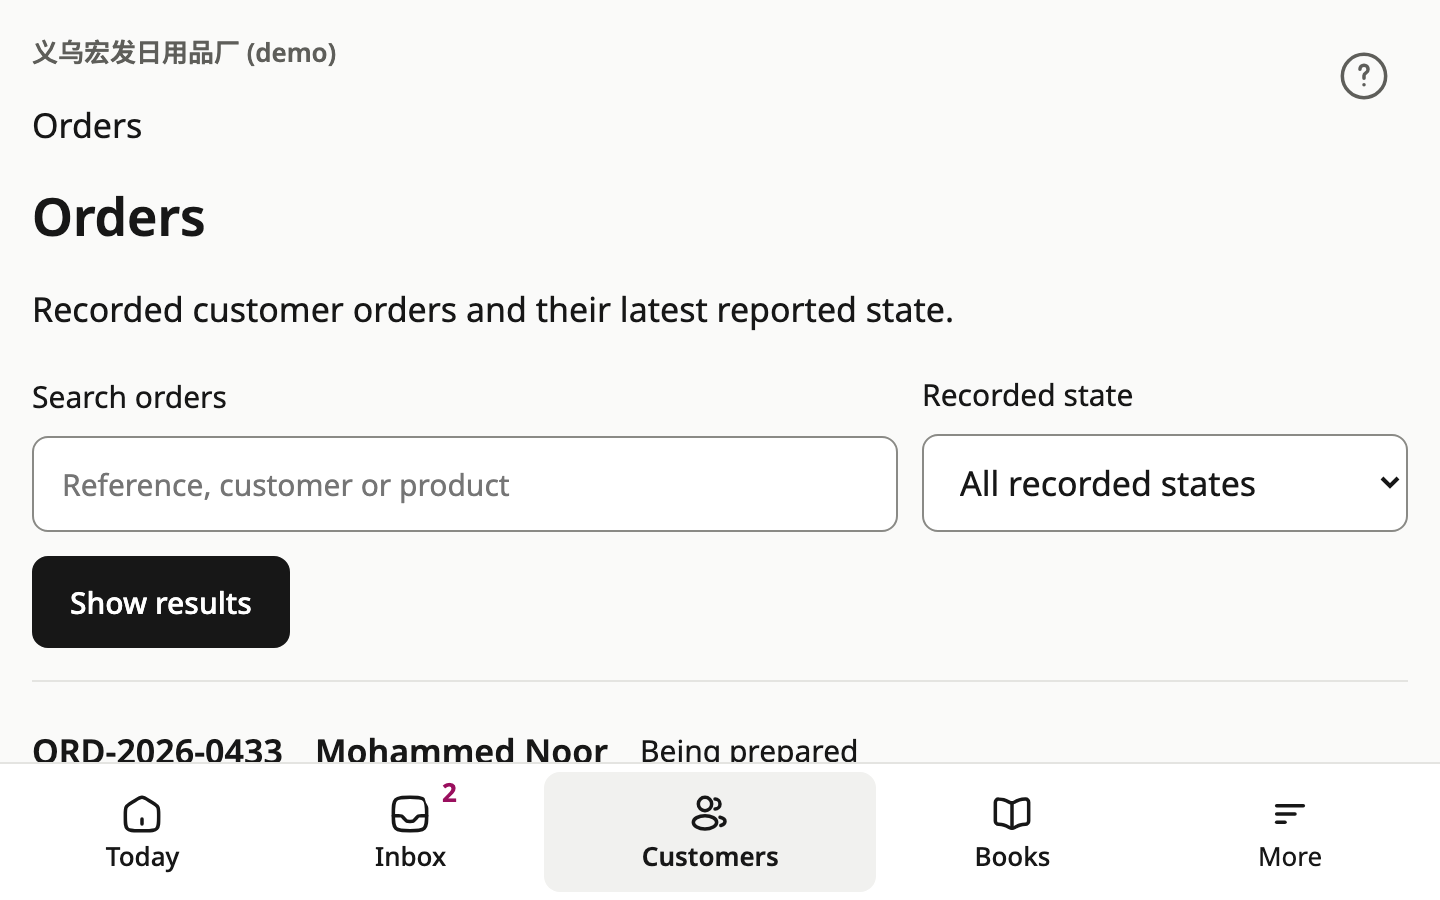 义乌宏发日用品厂 (demo)
Orders
Orders
Recorded customer orders and their latest reported state.
Search orders
Recorded state
Reference, customer or product
All recorded states
Show results
ORD-2026-0433 Mohammed Noor Being prepared
2
Today
Inbox
Customers
Books
More